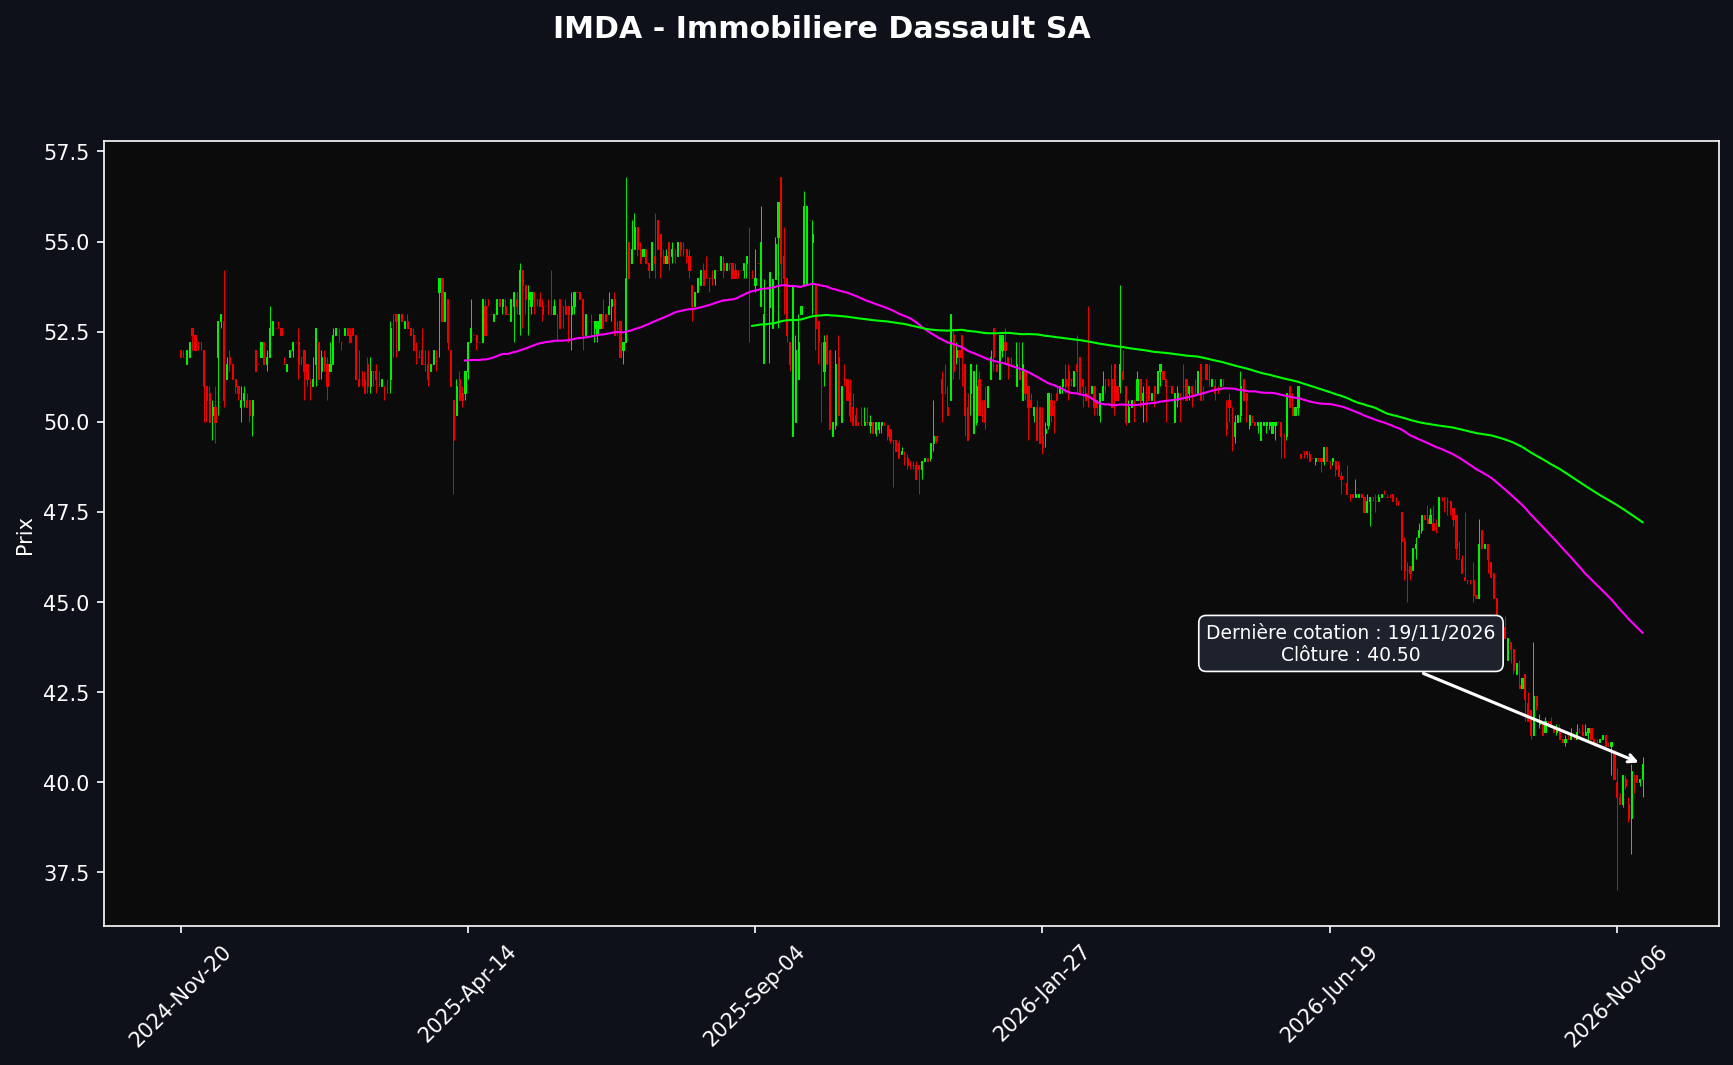 IMDA - Immobiliere Dassault SA
57.5
55.0
52.5
50.0
47.5
45.0
42.5
40.0
37.5
Prix
Dernière cotation : 19/11/2026
Clôture : 40.50
2024-Nov-20
2025-Apr-14
2025-Sep-04
2026-Jan-27
2026-Jun-19
2026-Nov-06